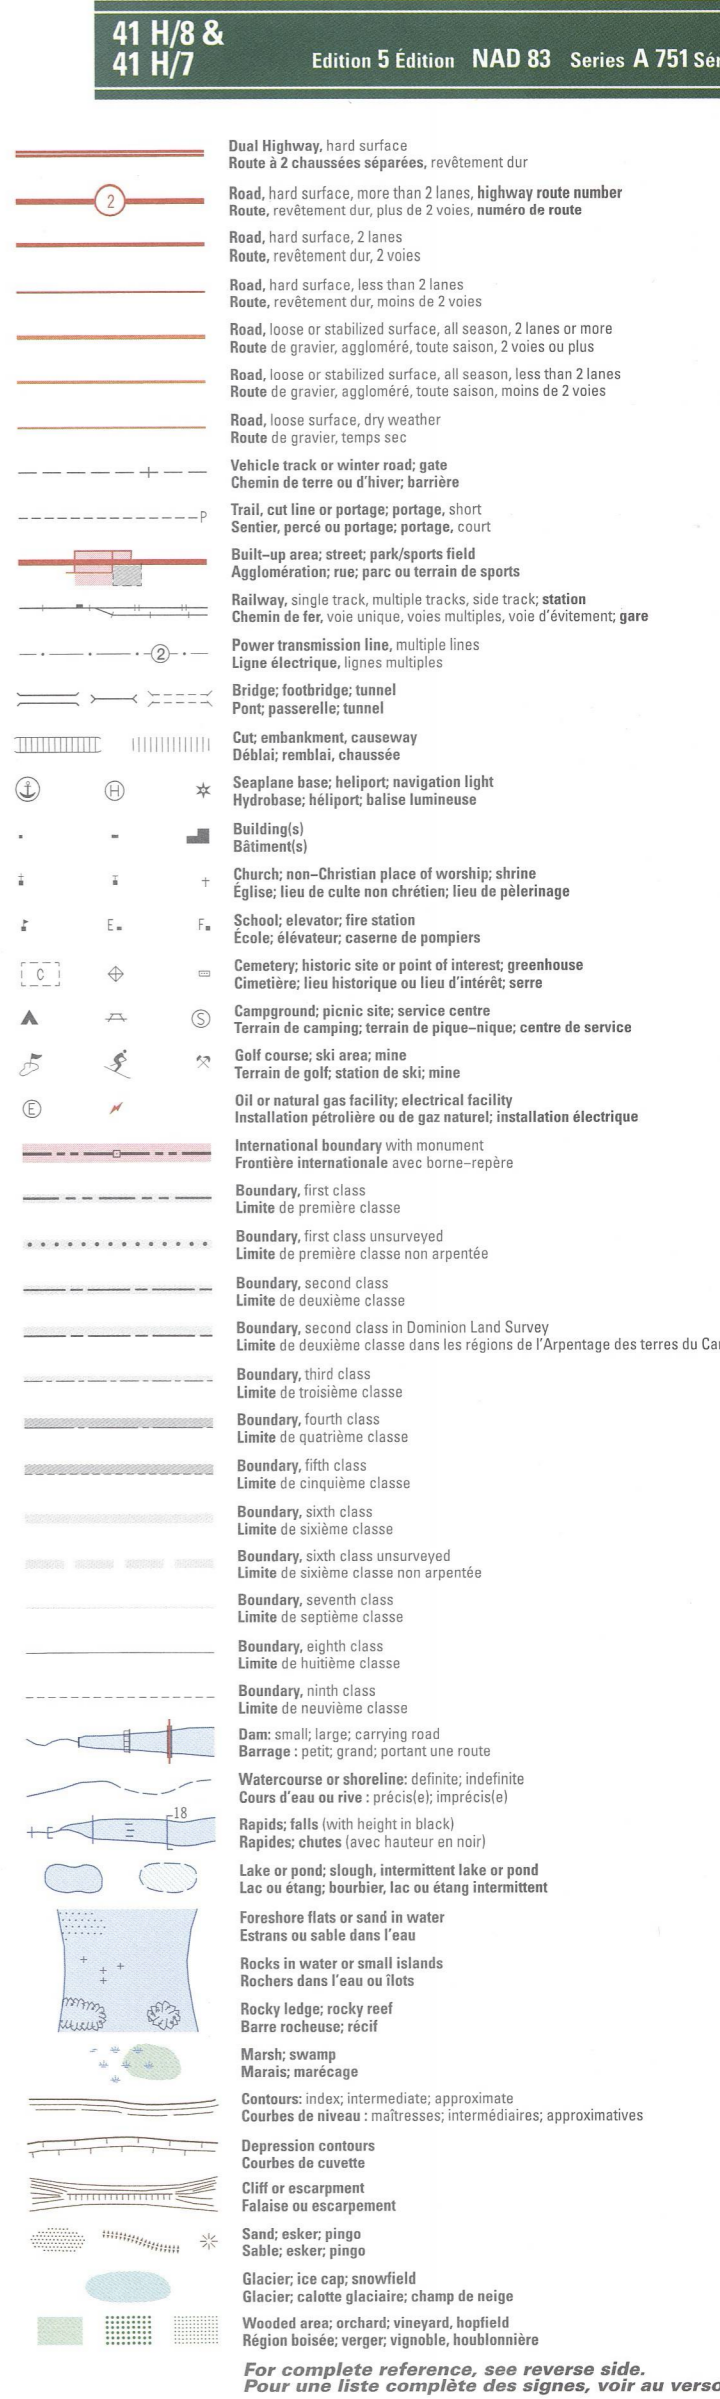 41 H/8 &
41 H/7
Edition 5 Édition NAD 83 Series A 751
Dual Highway, hard surface
Route à 2 chaussées séparées, revêtement dur
2
Road, hard surface, more than 2 lanes, highway route number
Route, revêtement dur, plus de 2 voies, numéro de route
Road, hard surface, 2 lanes
Route, revêtement dur, 2 voies
Road, hard surface, less than 2 lanes
Route, revêtement dur, moins de 2 voies
Road, loose or stabilized surface, all season, 2 lanes or more
Route de gravier, aggloméré, toute saison, 2 voies ou plus
Road, loose or stabilized surface, all season, less than 2 lanes
Route de gravier, aggloméré, toute saison, moins de 2 voies
Road, loose surface, dry weather
Route de gravier, temps sec
Vehicle track or winter road; gate
Chemin de terre ou d'hiver; barrière
P
Trail, cut line or portage; portage, short
Sentier, percé ou portage; portage, court
Built–up area; street; park/sports field
Agglomération; rue; parc ou terrain de sports
Railway, single track, multiple tracks, side track; station
Chemin de fer, voie unique, voies multiples, voie d'évitement; gare
2
Power transmission line, multiple lines
Ligne électrique, lignes multiples
Bridge; footbridge; tunnel
Pont; passerelle; tunnel
Cut; embankment, causeway
Déblai; remblai, chaussée
H
Seaplane base; heliport; navigation light
Hydrobase; héliport; balise lumineuse
Building(s)
Bâtiment(s)
Church; non–Christian place of worship; shrine
Église; lieu de culte non chrétien; lieu de pèlerinage
E F
School; elevator; fire station
École; élévateur; caserne de pompiers
C
Cemetery; historic site or point of interest; greenhouse
Cimetière; lieu historique ou lieu d'intérêt; serre
S
Campground; picnic site; service centre
Terrain de camping; terrain de pique–nique; centre de service
Golf course; ski area; mine
Terrain de golf; station de ski; mine
E
Oil or natural gas facility; electrical facility
Installation pétrolière ou de gaz naturel; installation électrique
International boundary with monument
Frontière internationale avec borne–repère
Boundary, first class
Limite de première classe
Boundary, first class unsurveyed
Limite de première classe non arpentée
Boundary, second class
Limite de deuxième classe
Boundary, second class in Dominion Land Survey
Limite de deuxième classe dans les régions de l'Arpentage des terres du
Boundary, third class
Limite de troisième classe
Boundary, fourth class
Limite de quatrième classe
Boundary, fifth class
Limite de cinquième classe
Boundary, sixth class
Limite de sixième classe
Boundary, sixth class unsurveyed
Limite de sixième classe non arpentée
Boundary, seventh class
Limite de septième classe
Boundary, eighth class
Limite de huitième classe
Boundary, ninth class
Limite de neuvième classe
Dam: small; large; carrying road
Barrage : petit; grand; portant une route
Watercourse or shoreline: definite; indefinite
Cours d'eau ou rive : précis(e); imprécis(e)
18
Rapids; falls (with height in black)
Rapides; chutes (avec hauteur en noir)
Lake or pond; slough, intermittent lake or pond
Lac ou étang; bourbier, lac ou étang intermittent
Foreshore flats or sand in water
Estrans ou sable dans l'eau
Rocks in water or small islands
Rochers dans l'eau ou îlots
Rocky ledge; rocky reef
Barre rocheuse; récif
Marsh; swamp
Marais; marécage
Contours: index; intermediate; approximate
Courbes de niveau : maîtresses; intermédiaires; approximatives
Depression contours
Courbes de cuvette
Cliff or escarpment
Falaise ou escarpement
Sand; esker; pingo
Sable; esker; pingo
Glacier; ice cap; snowfield
Glacier; calotte glaciaire; champ de neige
Wooded area; orchard; vineyard, hopfield
Région boisée; verger; vignoble, houblonnière
For complete reference, see reverse side.
Pour une liste complète des signes, voir au verso